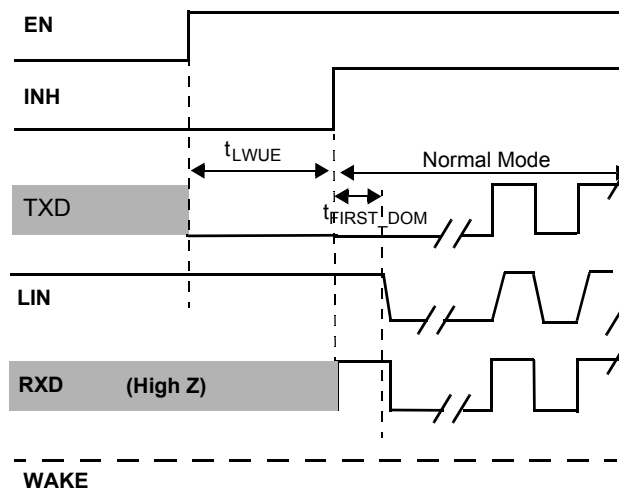 EN
INH
tLWUE
Normal Mode
TXD
tFIRST_DOM
LIN
RXD (High Z)
WAKE